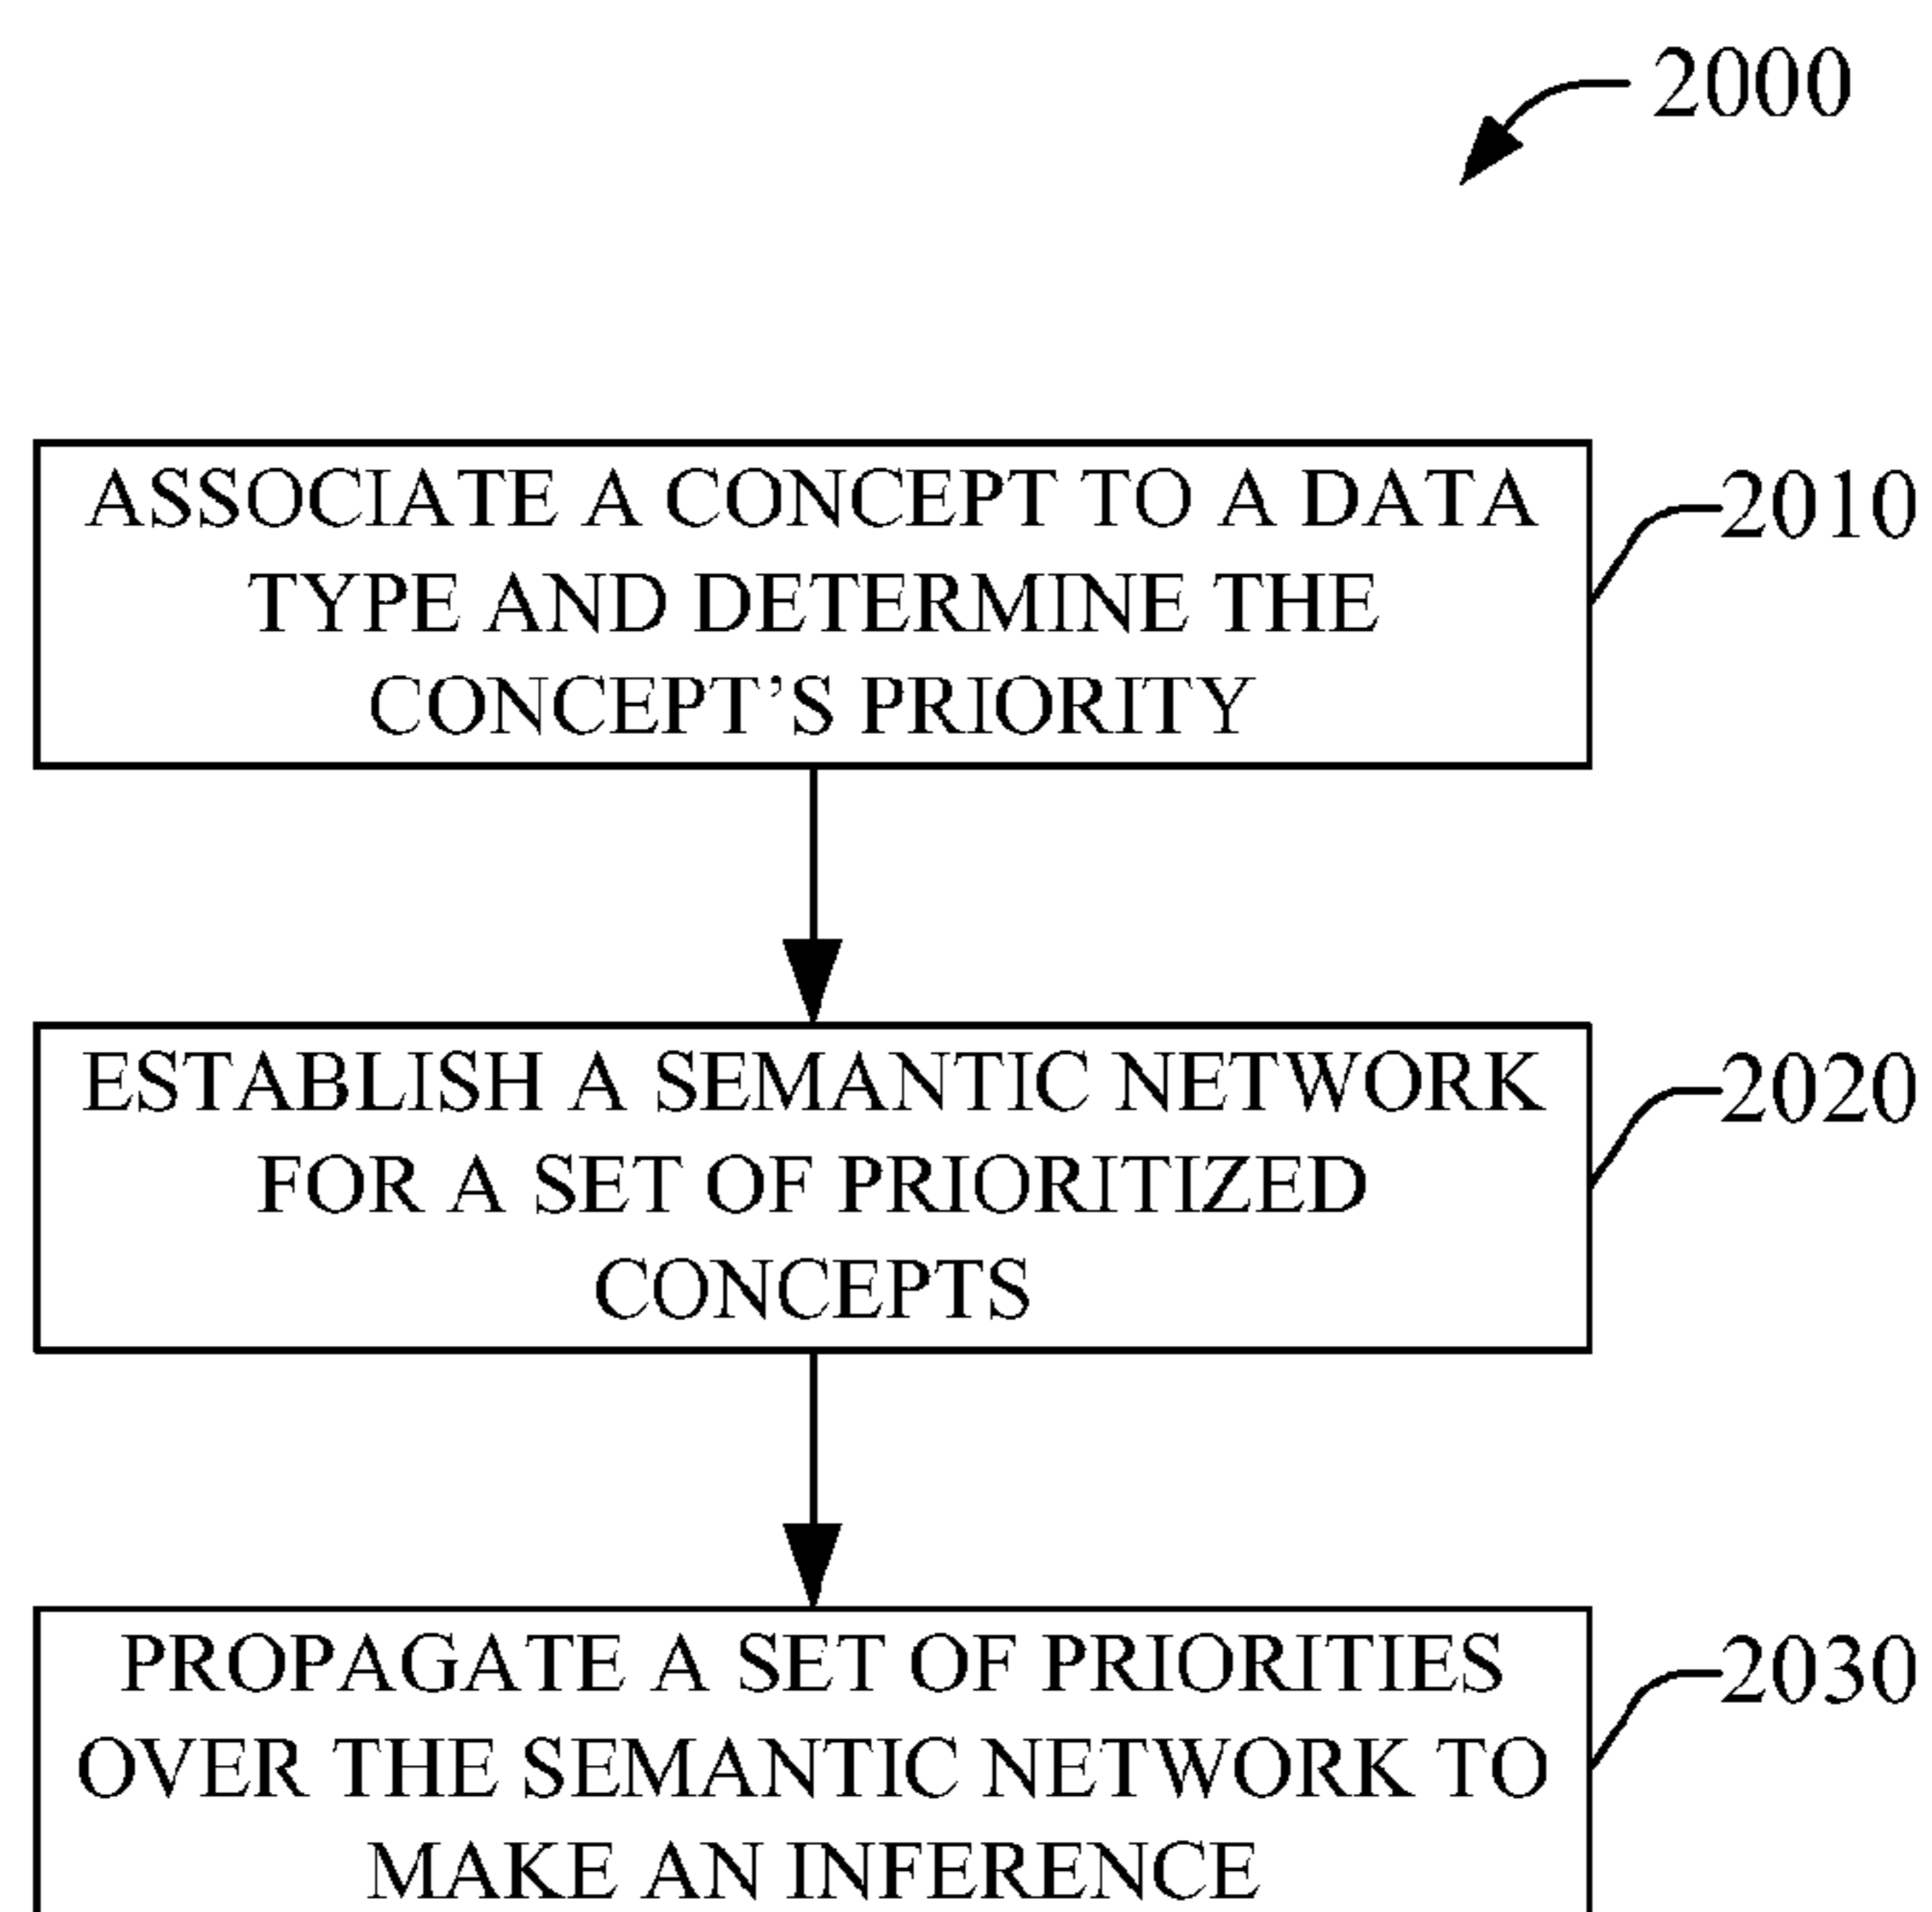 2000
ASSOCIATE A CONCEPT TO A DATA
TYPE AND DETERMINE THE
CONCEPT’S PRIORITY
2010
ESTABLISH A SEMANTIC NETWORK
FOR A SET OF PRIORITIZED
CONCEPTS
2020
PROPAGATE A SET OF PRIORITIES
OVER THE SEMANTIC NETWORK TO
MAKE AN INFERENCE
2030